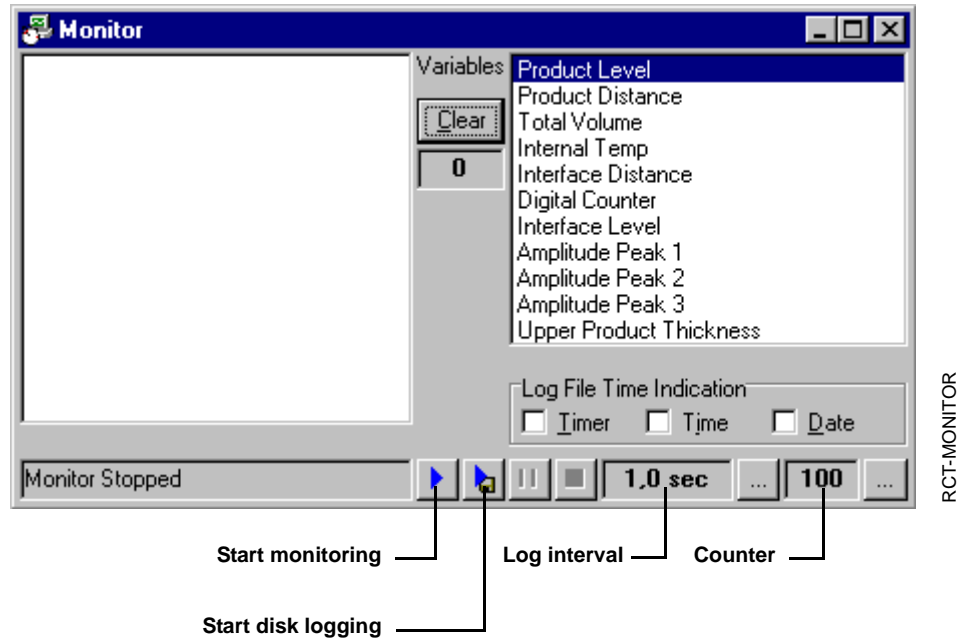 Monitor
Variables
Clear
0
Product Level
Product Distance
Total Volume
Internal Temp
Interface Distance
Digital Counter
Interface Level
Amplitude Peak 1
Amplitude Peak 2
Amplitude Peak 3
Upper Product Thickness
Log File Time Indication
Timer Time Date
Monitor Stopped
1,0 sec ... 100 ...
Start monitoring Log interval Counter
Start disk logging
RCT-MONITOR